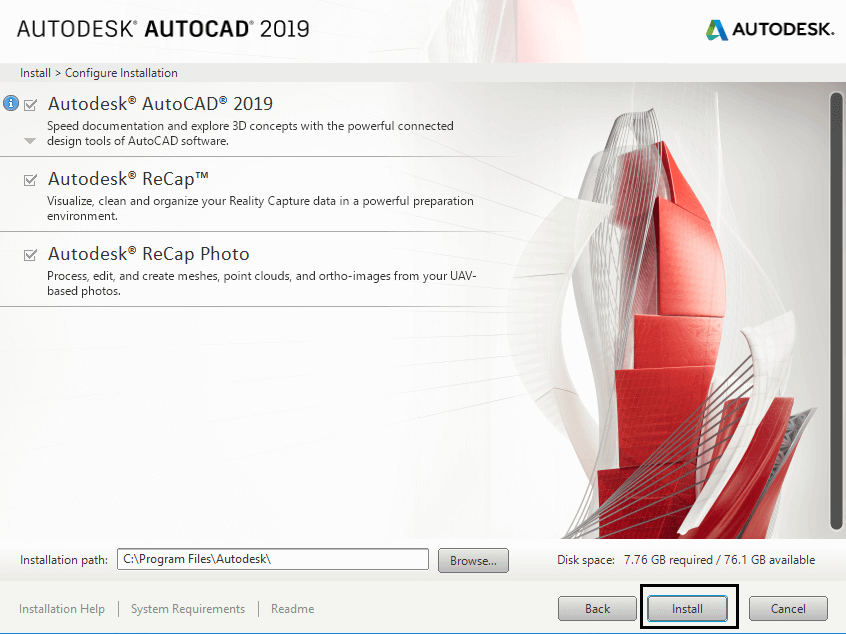 AUTODESK® AUTOCAD® 2019
AUTODESK.
Install > Configure Installation
Autodesk® AutoCAD® 2019
Speed documentation and explore 3D concepts with the powerful connected
design tools of AutoCAD software.
Autodesk® ReCap™
Visualize, clean and organize your Reality Capture data in a powerful preparation
environment.
Autodesk® ReCap Photo
Process, edit, and create meshes, point clouds, and ortho-images from your UAV-
based photos.
Installation path: C:\Program Files\Autodesk\ Browse... Disk space: 7.76 GB required / 76.1 GB available
Installation Help System Requirements Readme Back Install Cancel